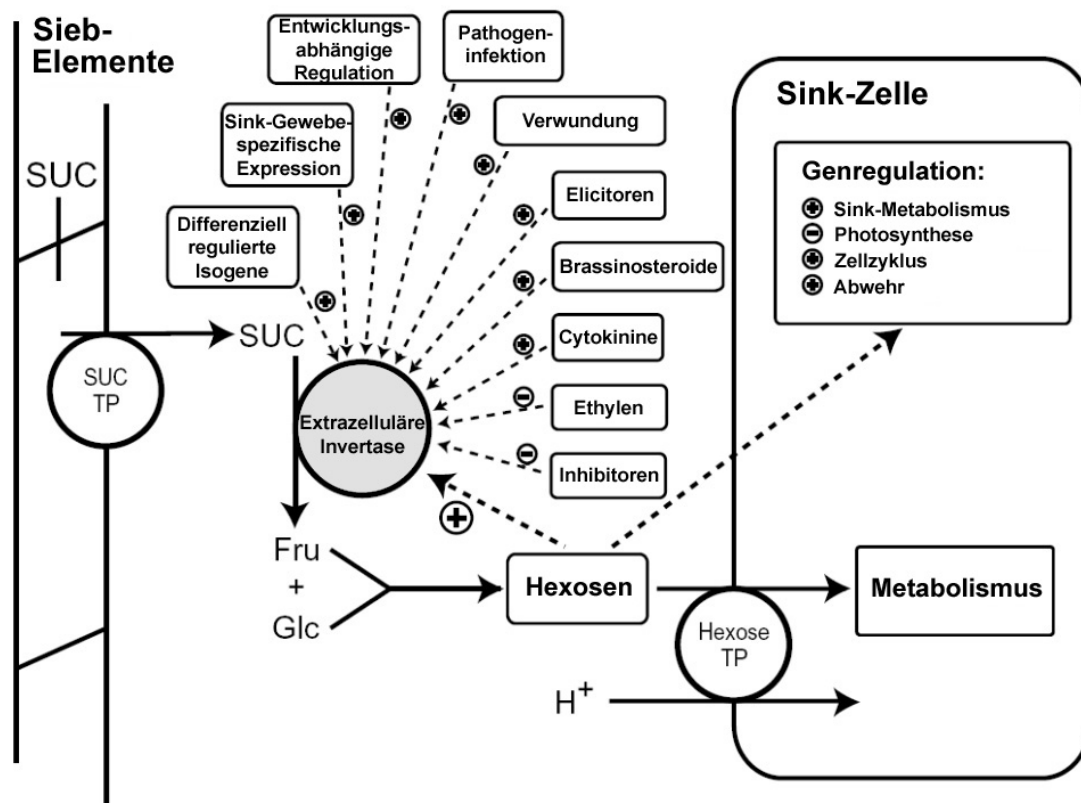 Sieb-
Elemente
SUC
SUC
TP
SUC
Entwicklungs-
abhängige
Regulation
Pathogen-
infektion
Sink-Gewebe-
spezifische
Expression
Verwundung
Differenziell
regulierte
Isogene
Elicitoren
Brassinosteroide
Cytokinine
Ethylen
Inhibitoren
Extrazelluläre
Invertase
Fru
+
Glc
Hexosen
H+
Hexose
TP
Sink-Zelle
Genregulation:
⊕ Sink-Metabolismus
⊖ Photosynthese
⊕ Zellzyklus
⊕ Abwehr
Metabolismus